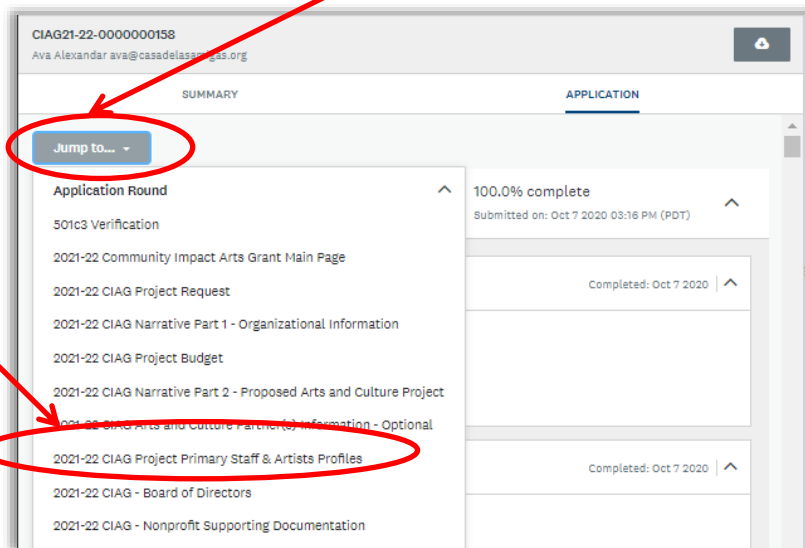 CIAG21-22-0000000158
Ava Alexandar ava@casadelasamigas.org
SUMMARY
APPLICATION
Jump to...
Application Round
100.0% complete
Submitted on: Oct 7 2020 03:16 PM (PDT)
501c3 Verification
2021-22 Community Impact Arts Grant Main Page
2021-22 CIAG Project Request
Completed: Oct 7 2020
2021-22 CIAG Narrative Part 1 - Organizational Information
2021-22 CIAG Project Budget
2021-22 CIAG Narrative Part 2 - Proposed Arts and Culture Project
2021-22 CIAG Arts and Culture Partner(s) Information - Optional
2021-22 CIAG Project Primary Staff & Artists Profiles
Completed: Oct 7 2020
2021-22 CIAG - Board of Directors
2021-22 CIAG - Nonprofit Supporting Documentation